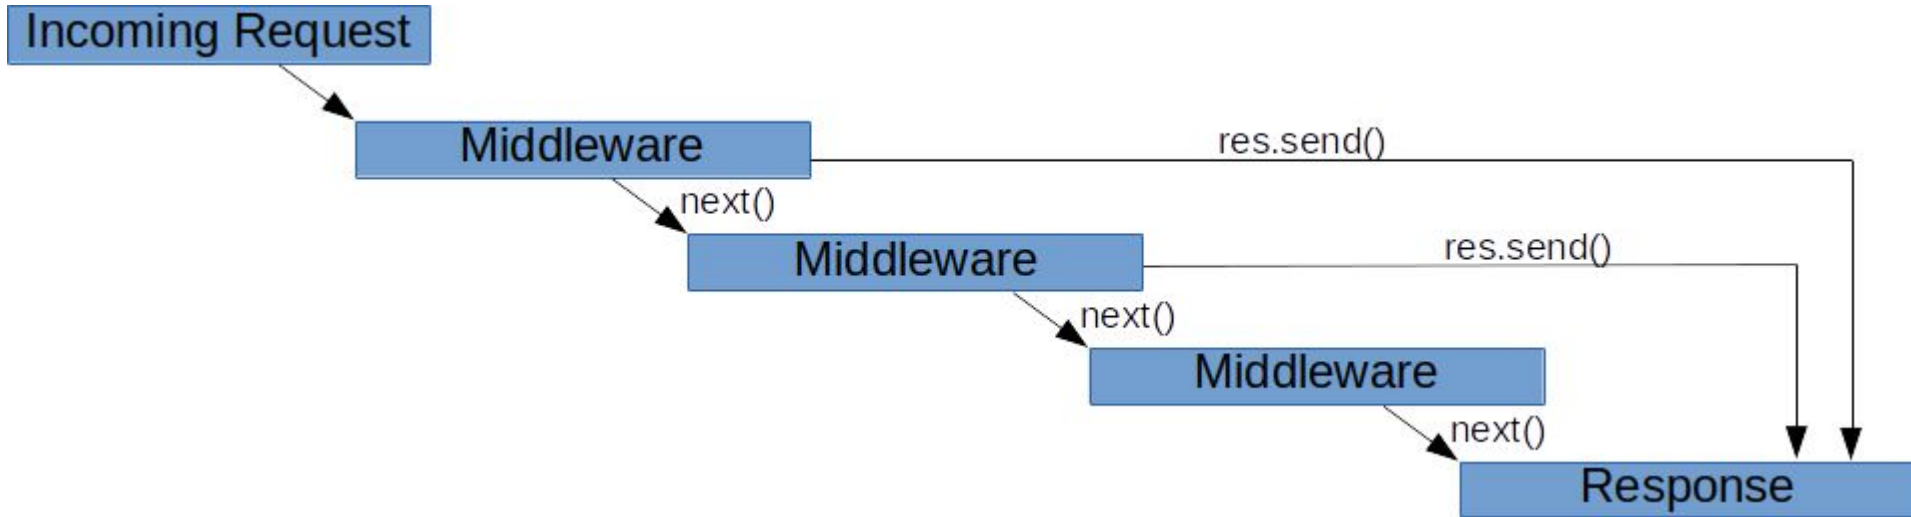 Incoming Request
Middleware
res.send()
next()
Middleware
res.send()
next()
Middleware
next()
Response